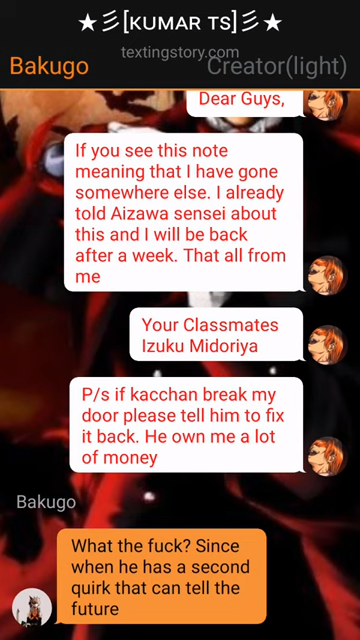 ★彡[ᴋᴜᴍᴀʀ ᴛs]彡★
textingstory.com
Bakugo
Creator(light)
Dear Guys,
If you see this note
meaning that I have gone
somewhere else. I already
told Aizawa sensei about
this and I will be back
after a week. That all from
me
Your Classmates
Izuku Midoriya
P/s if kacchan break my
door please tell him to fix
it back. He own me a lot
of money
Bakugo
What the fuck? Since
when he has a second
quirk that can tell the
future